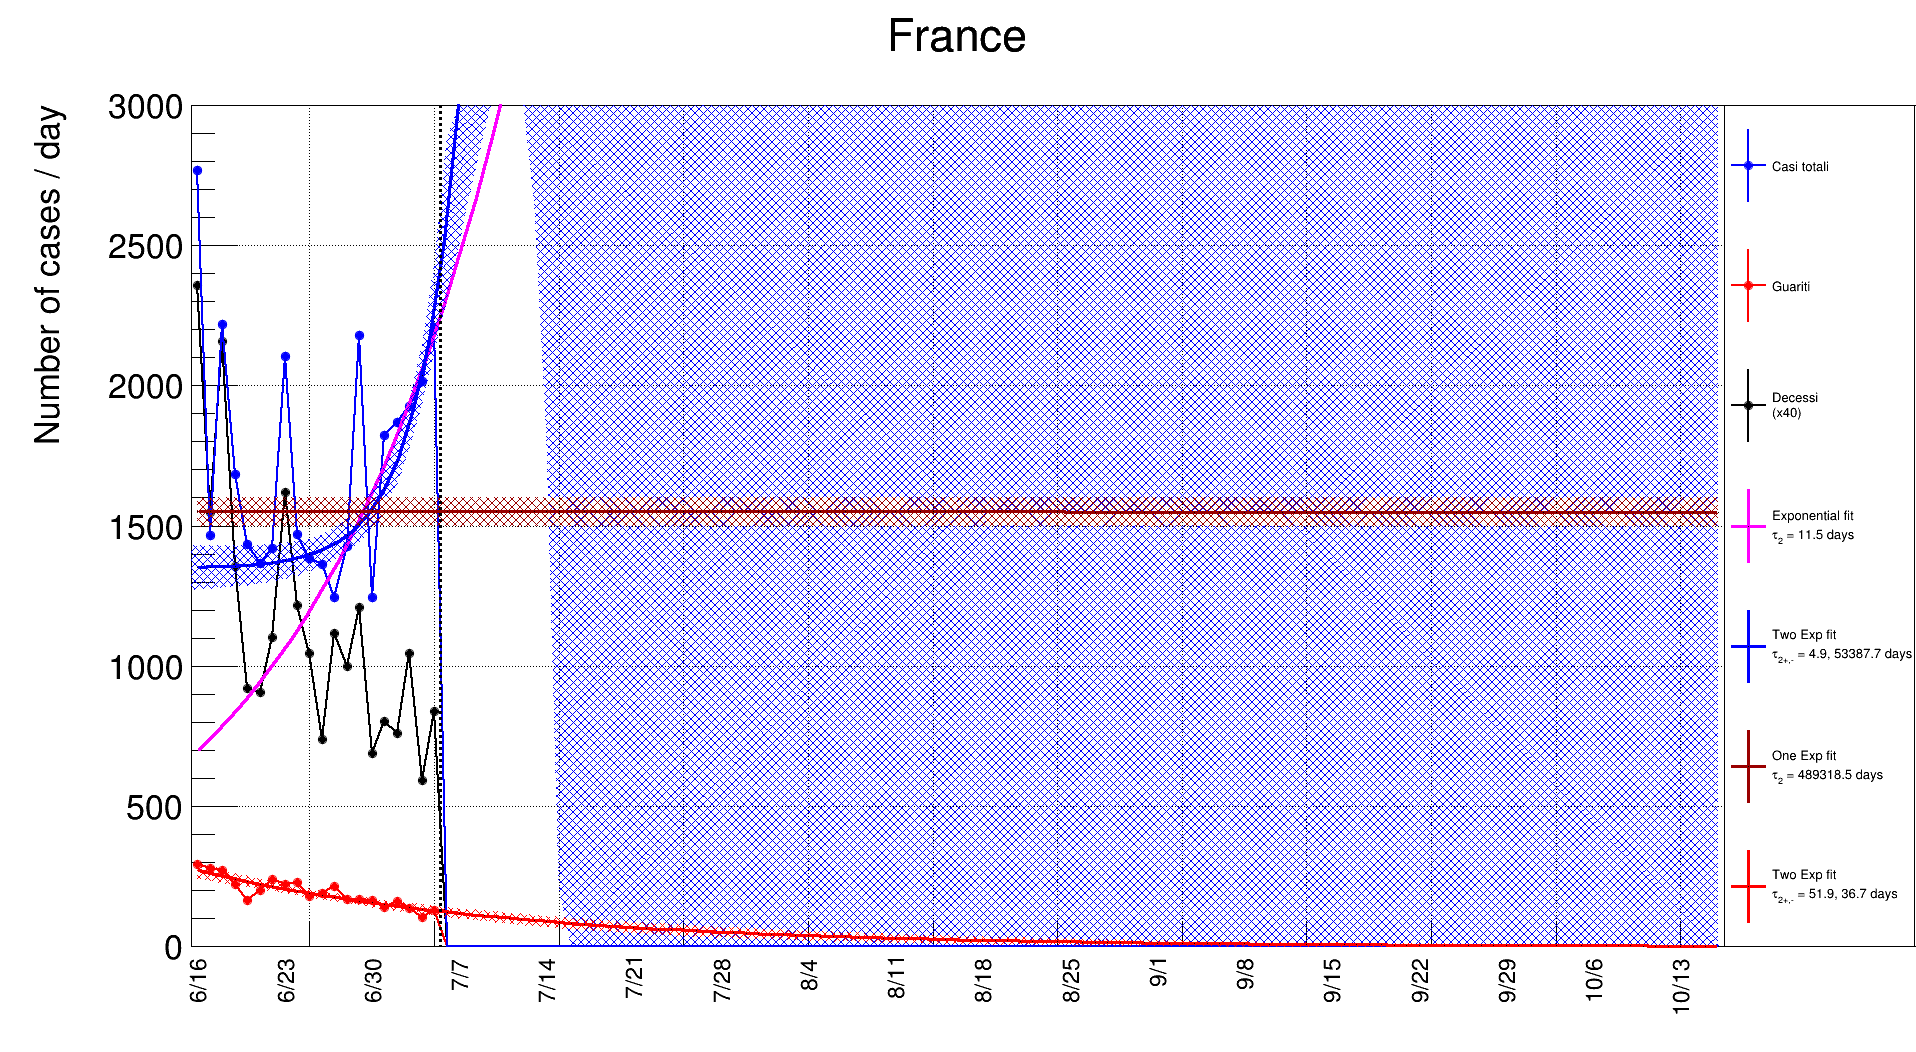 France
Number of cases / day
3000
2500
2000
1500
1000
500
0
6/16
6/23
6/30
7/7
7/14
7/21
7/28
8/4
8/11
8/18
8/25
9/1
9/8
9/15
9/22
9/29
10/6
10/13
Casi totali
Guariti
Decessi
(x40)
Exponential fit
τ2 = 11.5 days
Two Exp fit
τ2+,- = 4.9, 53387.7 days
One Exp fit
τ2 = 489318.5 days
Two Exp fit
τ2+,- = 51.9, 36.7 days